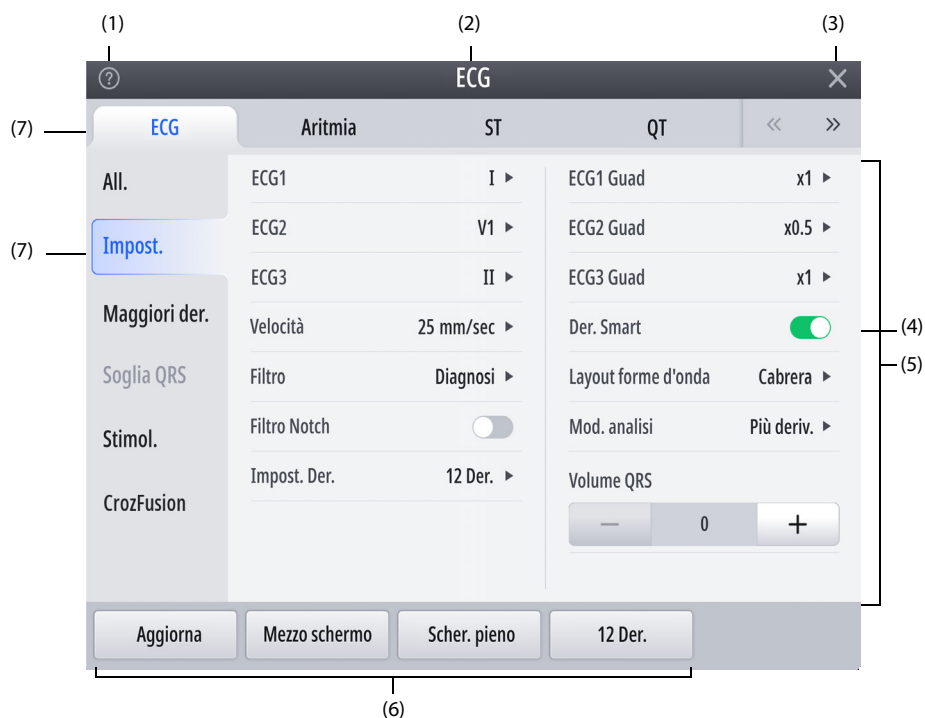 (1) (2) (3)
? ECG
(7) ECG Aritmia ST QT « »
All. ECG1 I ECG1 Guad x1
(7) Impost. ECG2 V1 ECG2 Guad x0.5
ECG3 II ECG3 Guad x1
Maggiori der. Velocità 25 mm/sec Der. Smart (4)
Soglia QRS Filtro Diagnosi Layout forme d'onda Cabrera (5)
Stimol. Filtro Notch Mod. analisi Più deriv.
Impost. Der. 12 Der. Volume QRS
CrozFusion — 0 +
Aggiorna Mezzo schermo Scher. pieno 12 Der.
(6)